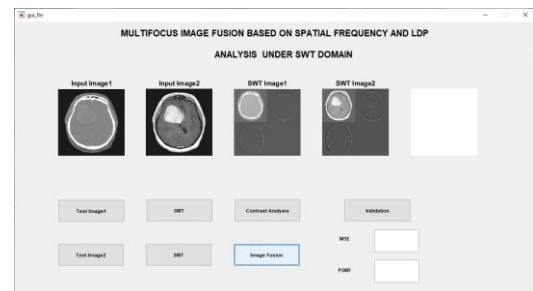 gui_fin
MULTIFOCUS IMAGE FUSION BASED ON SPATIAL FREQUENCY AND LDP
ANALYSIS UNDER SWT DOMAIN
Input Image1 Input Image2 SWT Image1 SWT Image2
Test Image1 SWT Contrast Analysis Validation
MSE
Test Image2 SWT Image Fusion
PSNR